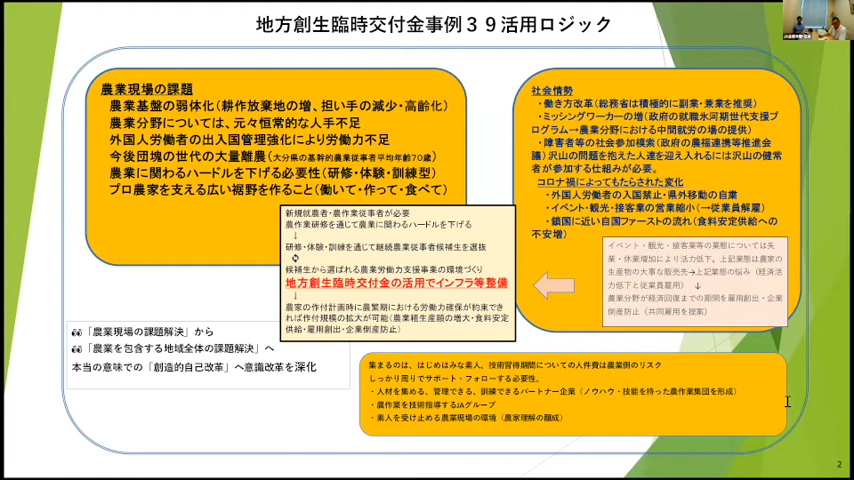 地方創生臨時交付金事例３９活用ロジック
農業現場の課題
農業基盤の弱体化（耕作放棄地の増、担い手の減少・高齢化）
農業分野については、元々恒常的な人手不足
外国人労働者の出入国管理強化により労働力不足
今後団塊の世代の大量離農（大分県の基幹的農業従事者平均年齢７０歳）
農業に関わるハードルを下げる必要性（研修・体験・訓練型）
プロ農家を支える広い裾野を作ること（働いて・作って・食べて）
社会情勢
・働き方改革（総務省は積極的に副業・兼業を推奨）
・ミッシングワーカーの増（政府の就職氷河期世代支援プ
ログラム→農業分野における中間就労の場の提供）
・障害者等の社会参加模索（政府の農福連携等推進会
議）沢山の問題を抱えた人達を迎え入れるには沢山の健常
者が参加する仕組みが必要。
コロナ禍によってもたらされた変化
・外国人労働者の入国禁止・県外移動の自粛
・イベント・観光・接客業の営業縮小（→従業員解雇）
・鎖国に近い自国ファーストの流れ（食料安定供給への
不安増）
イベント・観光・接客業等の業態については失
業・休業増加により活力低下。上記業態は農家の
生産物の大事な販売先→上記業態の悩み（経済活
力低下と従業員雇用） ↓
農業分野が経済回復までの期間を雇用創出・企業
倒産防止（共同雇用を提案）
新規就農者・農作業従事者が必要
農作業研修を通じて農業に関わるハードルを下げる
↓
研修・体験・訓練を通じて継続農業従事者候補生を選抜
候補生から選ばれる農業労働力支援事業の環境づくり
地方創生臨時交付金の活用でインフラ等整備
↓
農家の作付計画時に農繁期における労働力確保が約束でき
れば作付規模の拡大が可能（農業総生産額の増大・食料安定
供給・雇用創出・企業倒産防止）
「農業現場の課題解決」から
「農業を包含する地域全体の課題解決」へ
本当の意味での「創造的自己改革」へ意識改革を深化
集まるのは、はじめはみな素人、技術習得期間についての人件費は農業側のリスク
しっかり周りでサポート・フォローする必要性。
・人材を集める、管理できる、訓練できるパートナー企業（ノウハウ・技能を持った農作業集団を形成）
・農作業を技術指導するJAグループ
・素人を受け止める農業現場の環境（農家理解の醸成）
2